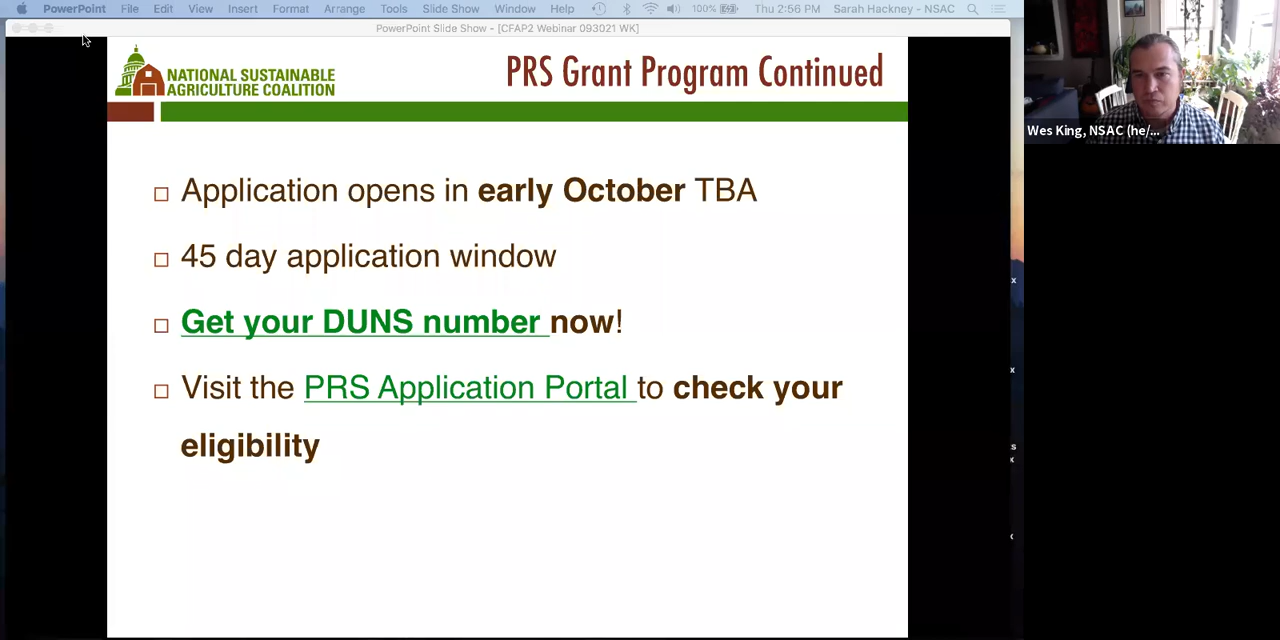 PowerPoint File Edit View Insert Format Arrange Tools Slide Show Window Help 100% Thu 2:56 PM Sarah Hackney - NSAC
PowerPoint Slide Show - [CFAP2 Webinar 093021 WK]
NATIONAL SUSTAINABLE
AGRICULTURE COALITION
PRS Grant Program Continued
Wes King, NSAC (he/...
Application opens in early October TBA
45 day application window
Get your DUNS number now!
Visit the PRS Application Portal to check your
eligibility
x
x
s
x
x